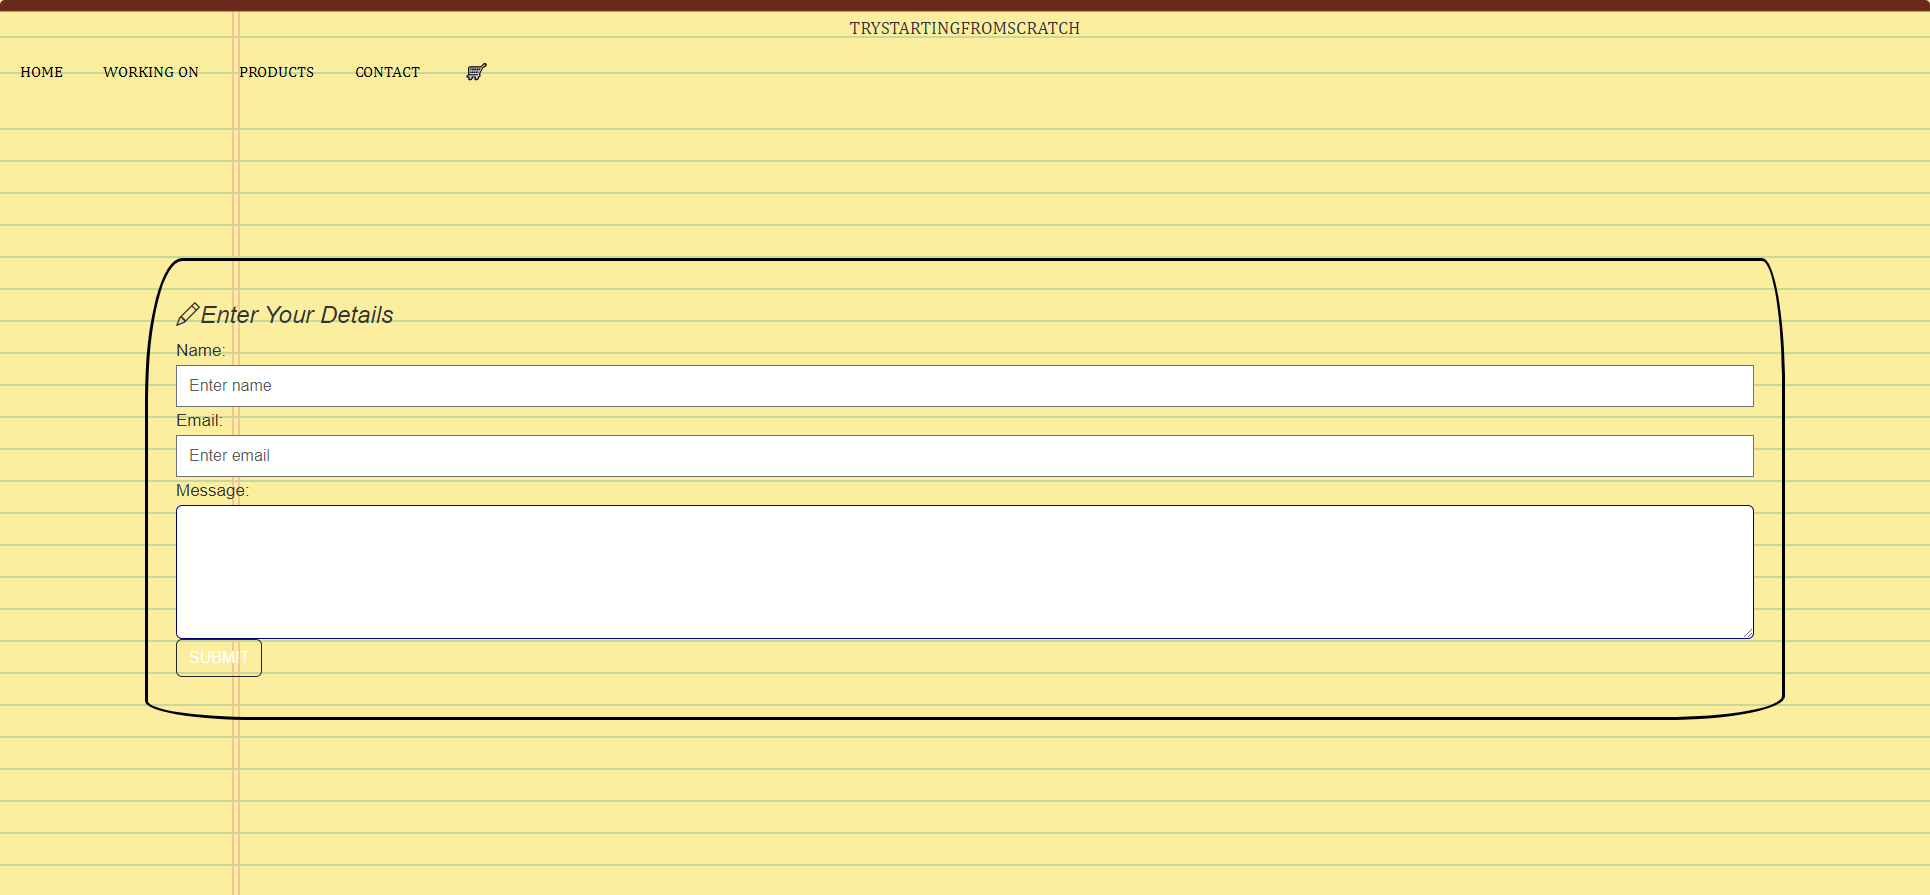 TRYSTARTINGFROMSCRATCH
HOME WORKING ON PRODUCTS CONTACT
Enter Your Details
Name:
Enter name
Email:
Enter email
Message:
SUBMIT